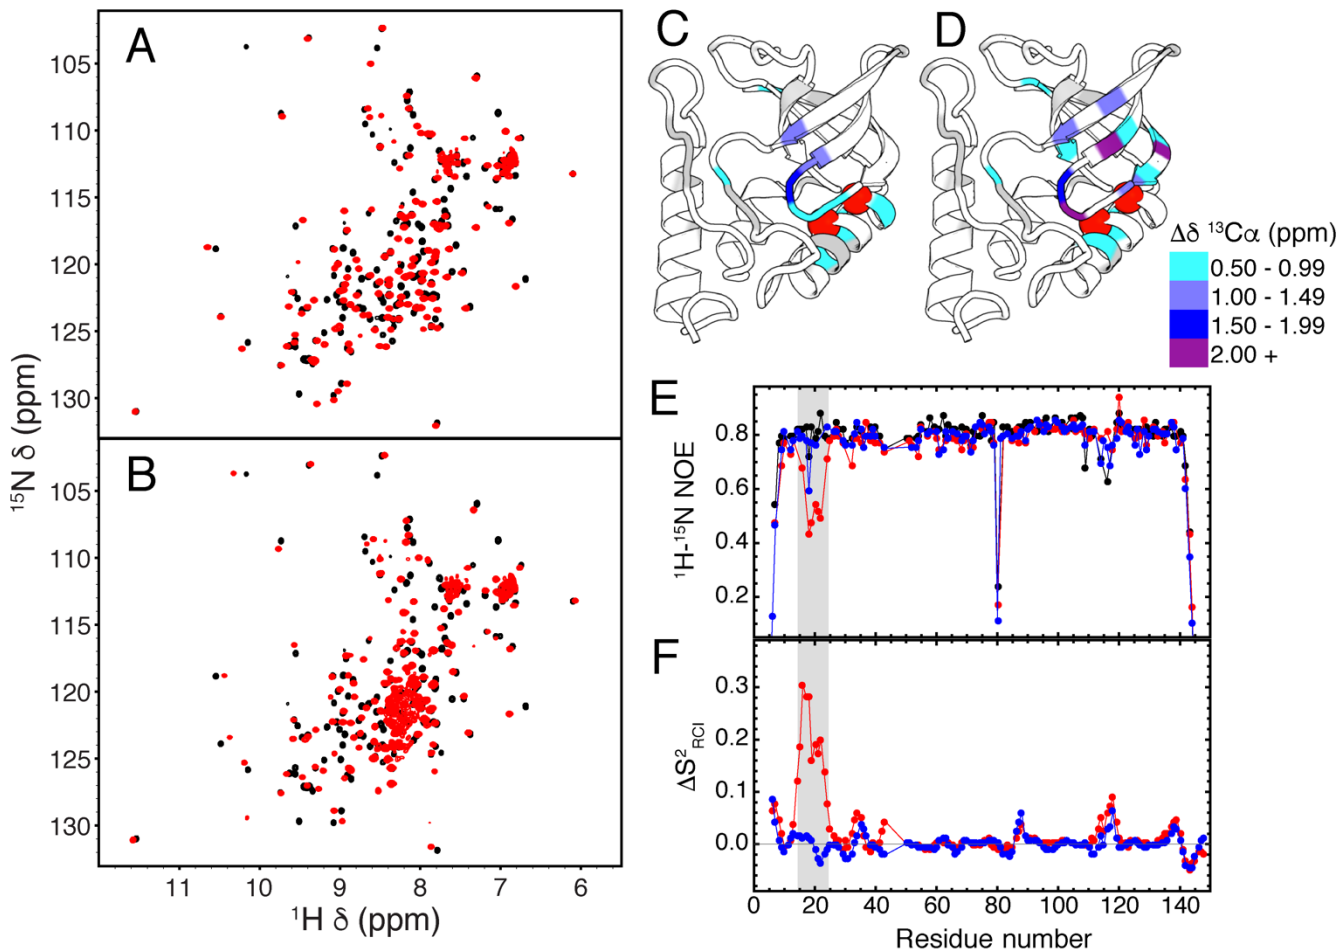 A
B
C
D
E
F
105
110
115
120
125
130
105
110
115
120
125
130
¹⁵N δ (ppm)
11 10 9 8 7 6
¹H δ (ppm)
Δδ ¹³Cα (ppm)
0.50 - 0.99
1.00 - 1.49
1.50 - 1.99
2.00 +
¹H-¹⁵N NOE
0.8
0.6
0.4
0.2
ΔS²RCI
0.3
0.2
0.1
0.0
0 20 40 60 80 100 120 140
Residue number